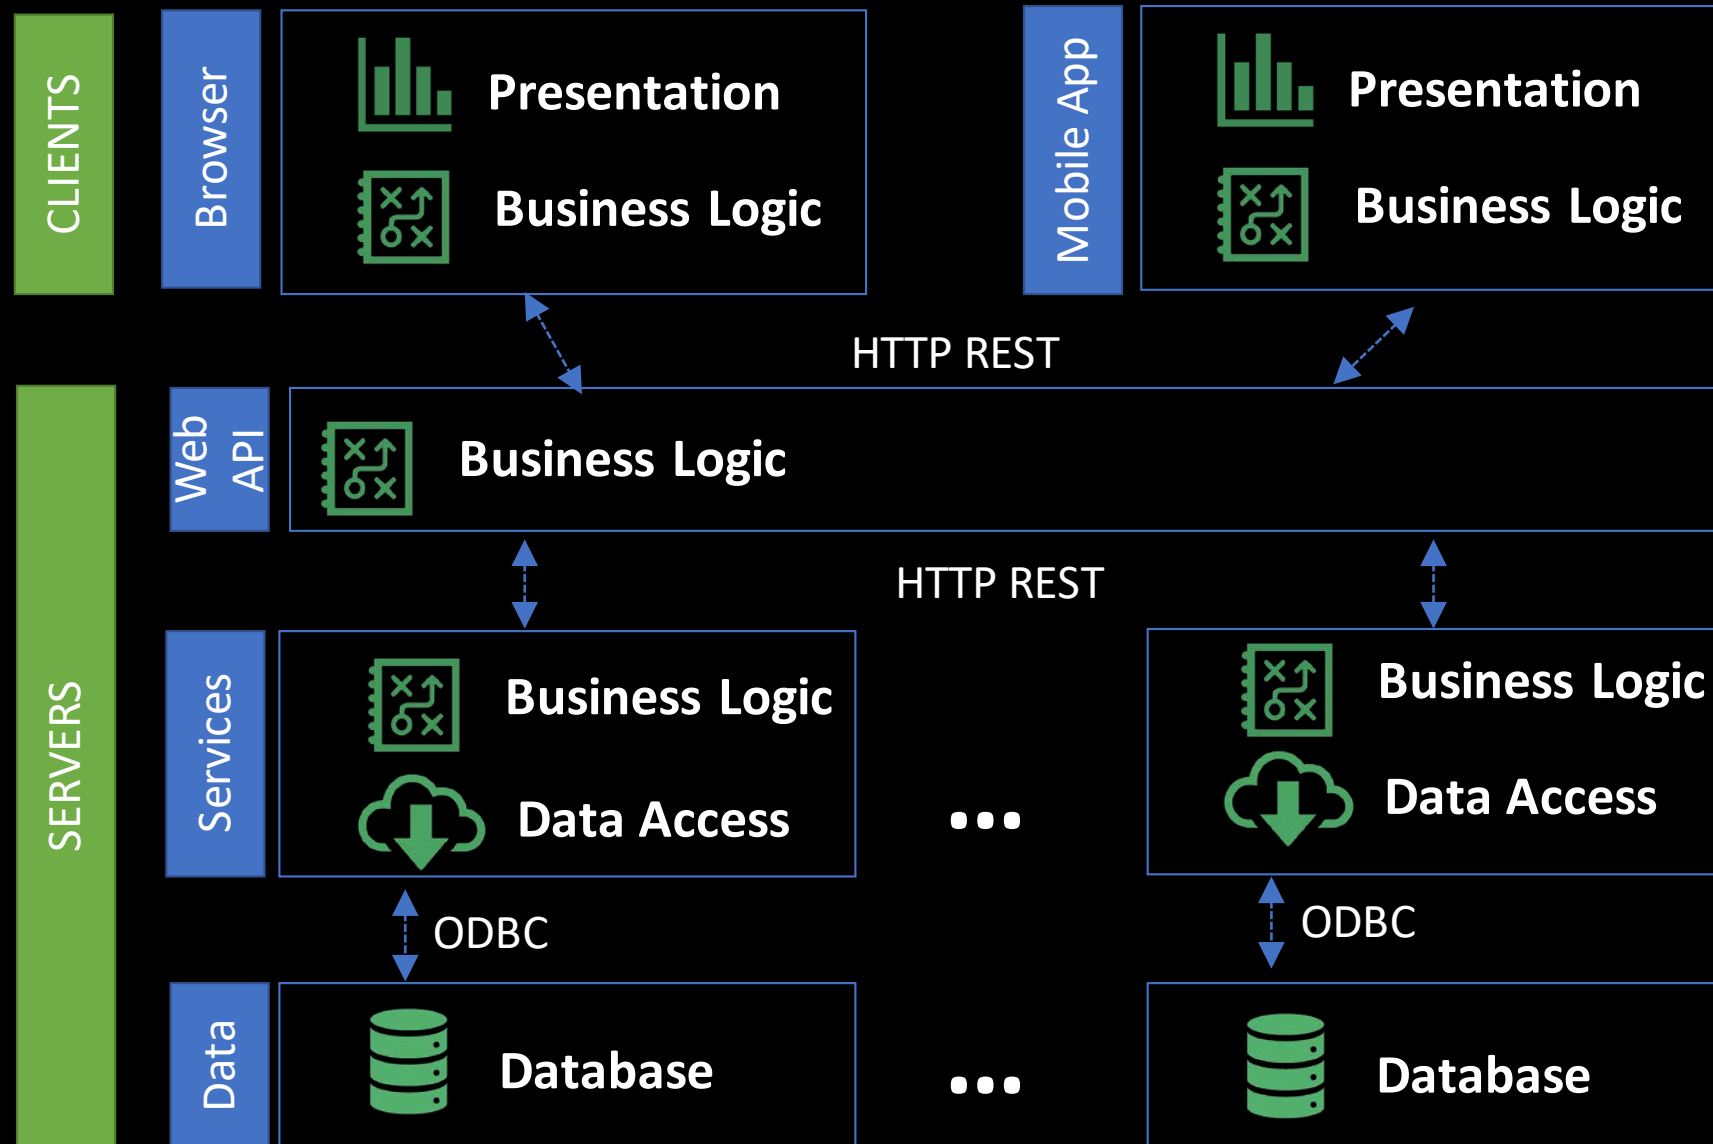 CLIENTS
Browser
Presentation
Business Logic
Mobile App
Presentation
Business Logic
HTTP REST
SERVERS
Web
API
Business Logic
HTTP REST
Services
Business Logic
Data Access
...
Business Logic
Data Access
ODBC
ODBC
Data
Database
...
Database